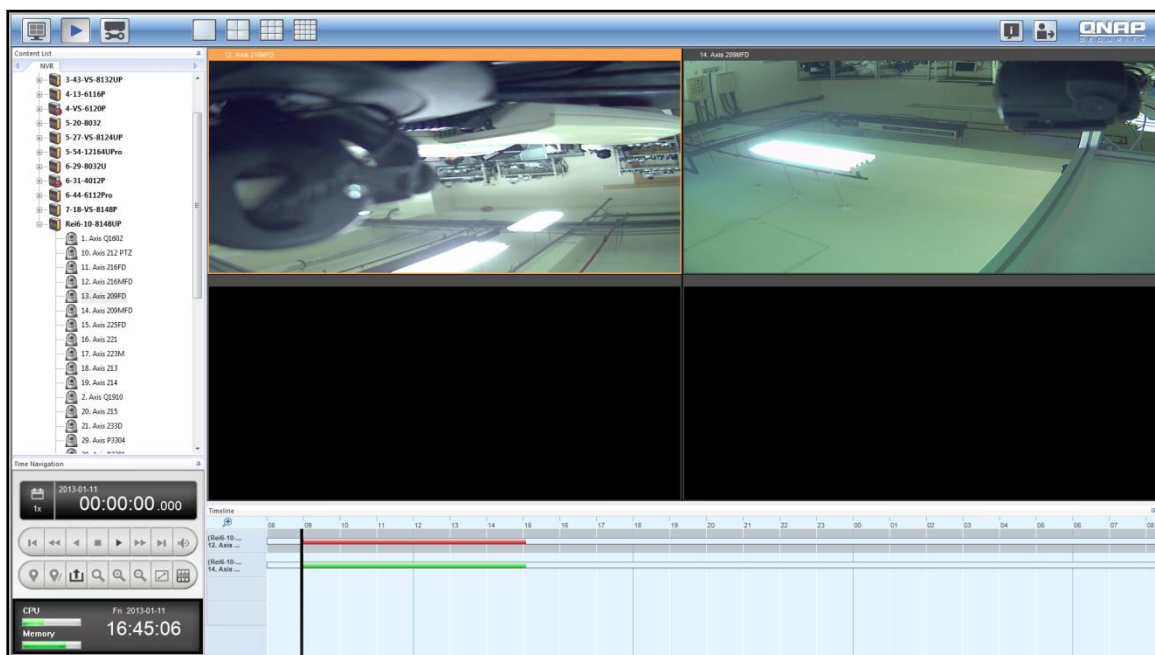 QNAP
SECURITY
Content List
NVR
3-43-VS-8132UP
4-13-6116P
4-VS-6120P
5-20-8032
5-27-VS-8124UP
5-54-12164UPro
6-29-8032U
6-31-4012P
6-44-6112Pro
7-18-VS-8148P
Rei6-10-8148UP
1. Axis Q1602
10. Axis 212 PTZ
11. Axis 216FD
12. Axis 216MFD
13. Axis 209FD
14. Axis 209MFD
15. Axis 225FD
16. Axis 221
17. Axis 223M
18. Axis 213
19. Axis 214
2. Axis Q1910
20. Axis 215
21. Axis 233D
29. Axis P3304
12. Axis 216MFD
14. Axis 209MFD
Time Navigation
2013-01-11
1x 00:00:00 .000
CPU
Memory
Fri 2013-01-11
16:45:06
Timeline
08 09 10 11 12 13 14 15 16 17 18 19 20 21 22 23 00 01 02 03 04 05 06 07 08
(Rei6-10-...
12. Axis ...
(Rei6-10-...
14. Axis ...